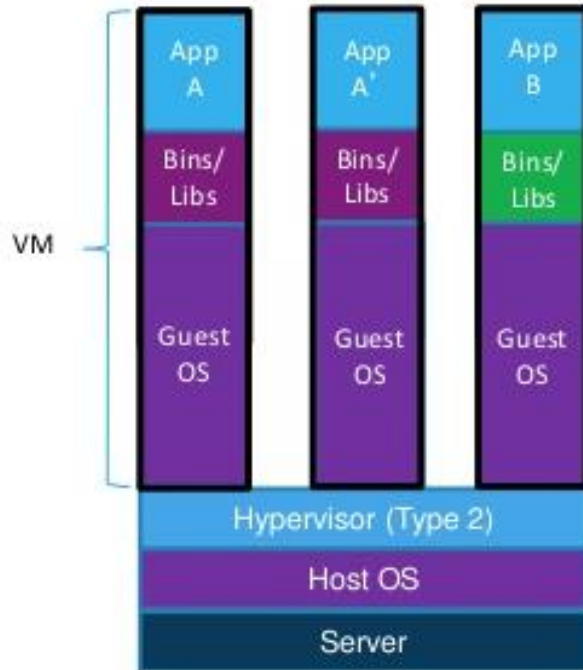 App
A
App
A'
App
B
Bins/
Libs
Bins/
Libs
Bins/
Libs
VM
Guest
OS
Guest
OS
Guest
OS
Hypervisor (Type 2)
Host OS
Server